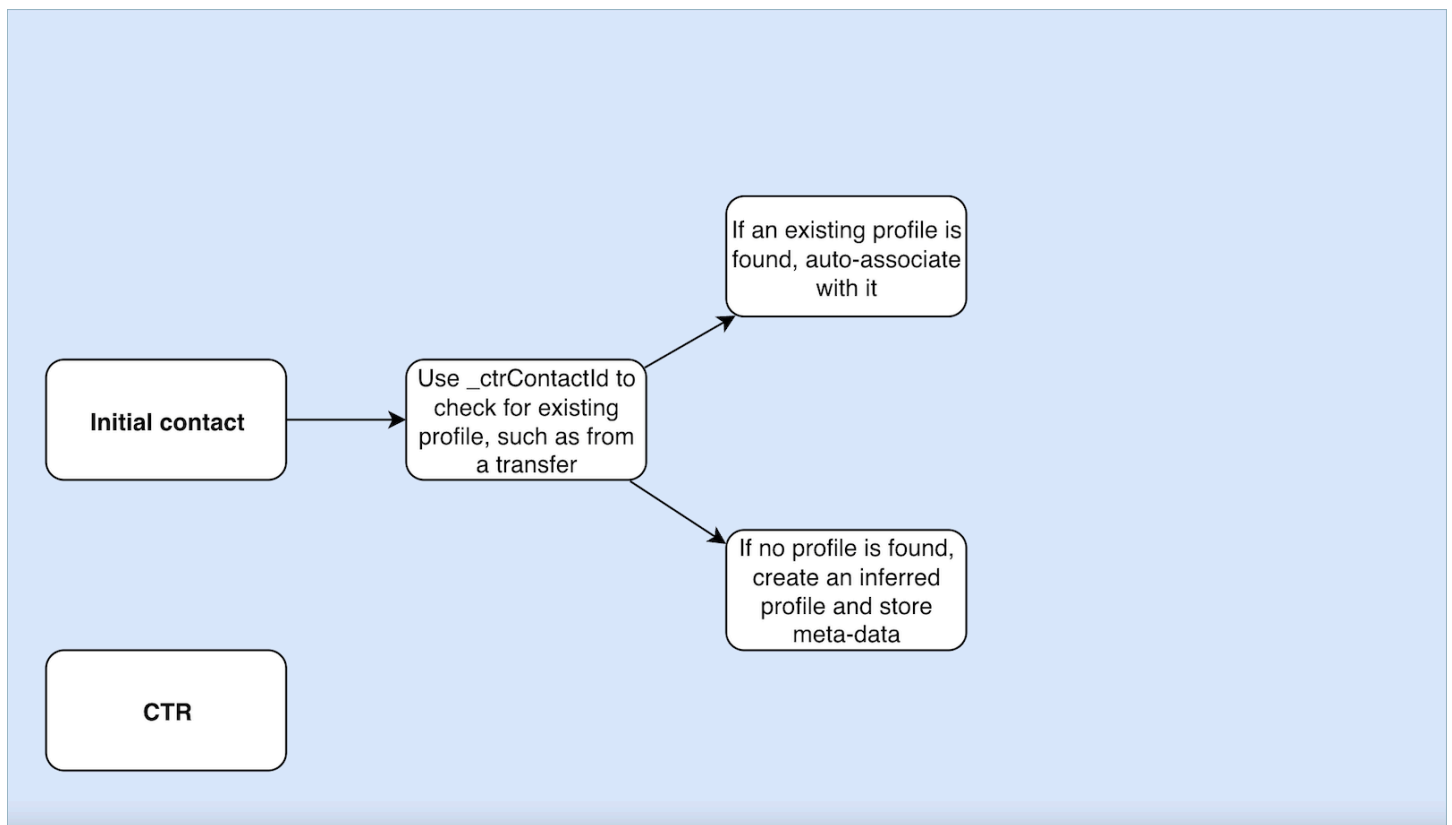 If an existing profile is
found, auto-associate
with it
Initial contact
Use _ctrContactId to
check for existing
profile, such as from
a transfer
If no profile is found,
create an inferred
profile and store
meta-data
CTR